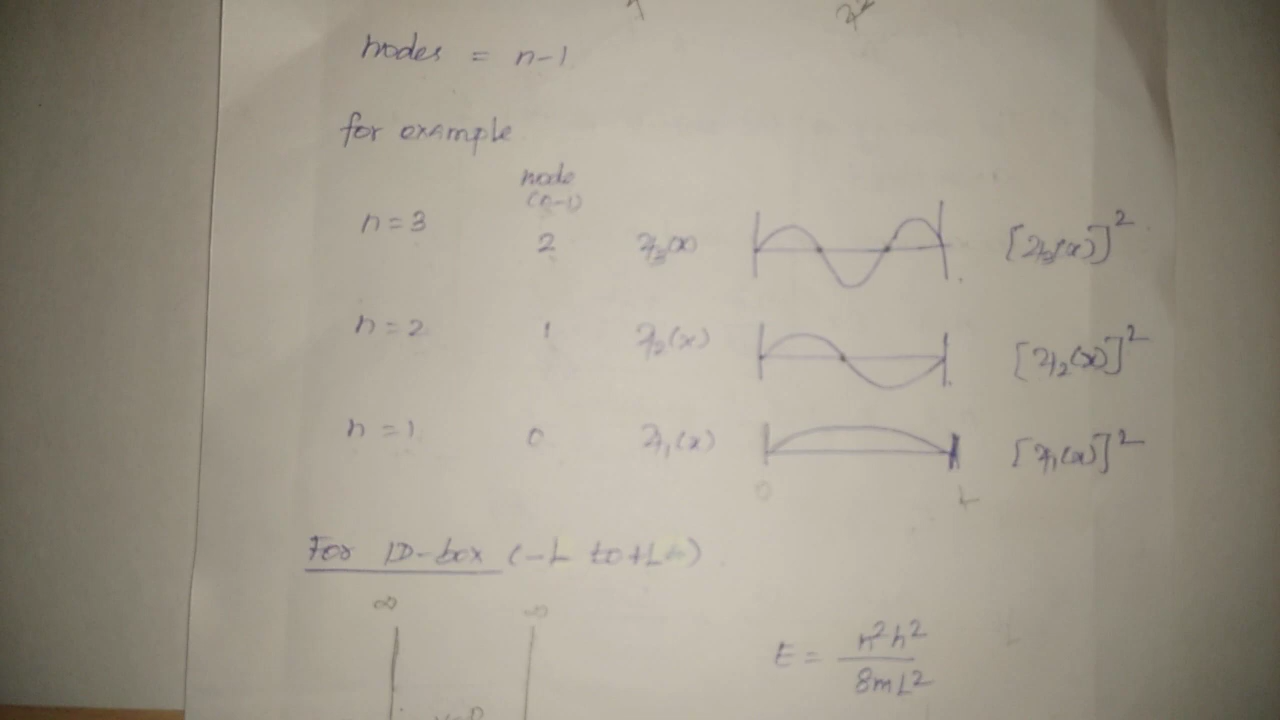 nodes = n-1
for example
node
(n-1)
n=3 2 ψ₃(x) [ψ₃(x)]²
n=2 1 ψ₂(x) [ψ₂(x)]²
n=1 0 ψ₁(x) [ψ₁(x)]²
0 L
For 1D-box (-L to +L)
∞ ∞
E = n²h²
8mL²